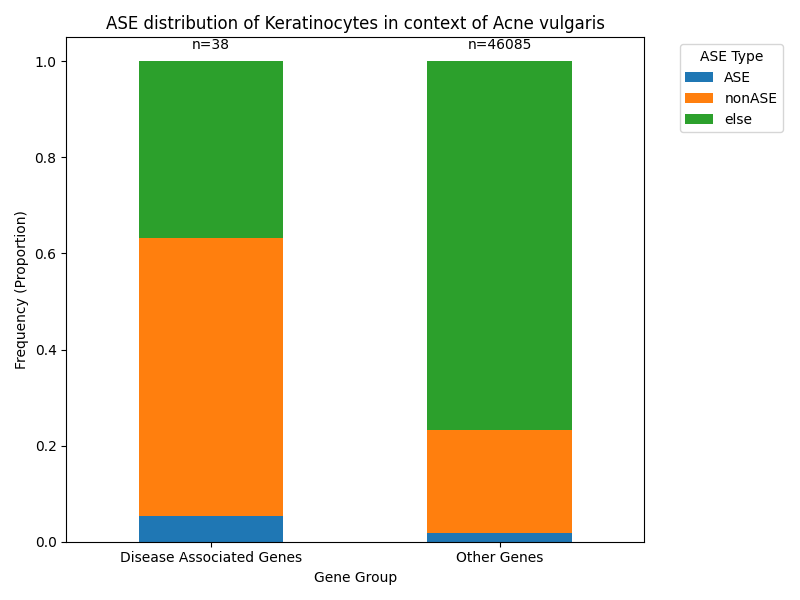 ASE distribution of Keratinocytes in context of Acne vulgaris
n=38
n=46085
ASE Type
ASE
nonASE
else
1.0
0.8
0.6
0.4
0.2
0.0
Frequency (Proportion)
Disease Associated Genes
Other Genes
Gene Group